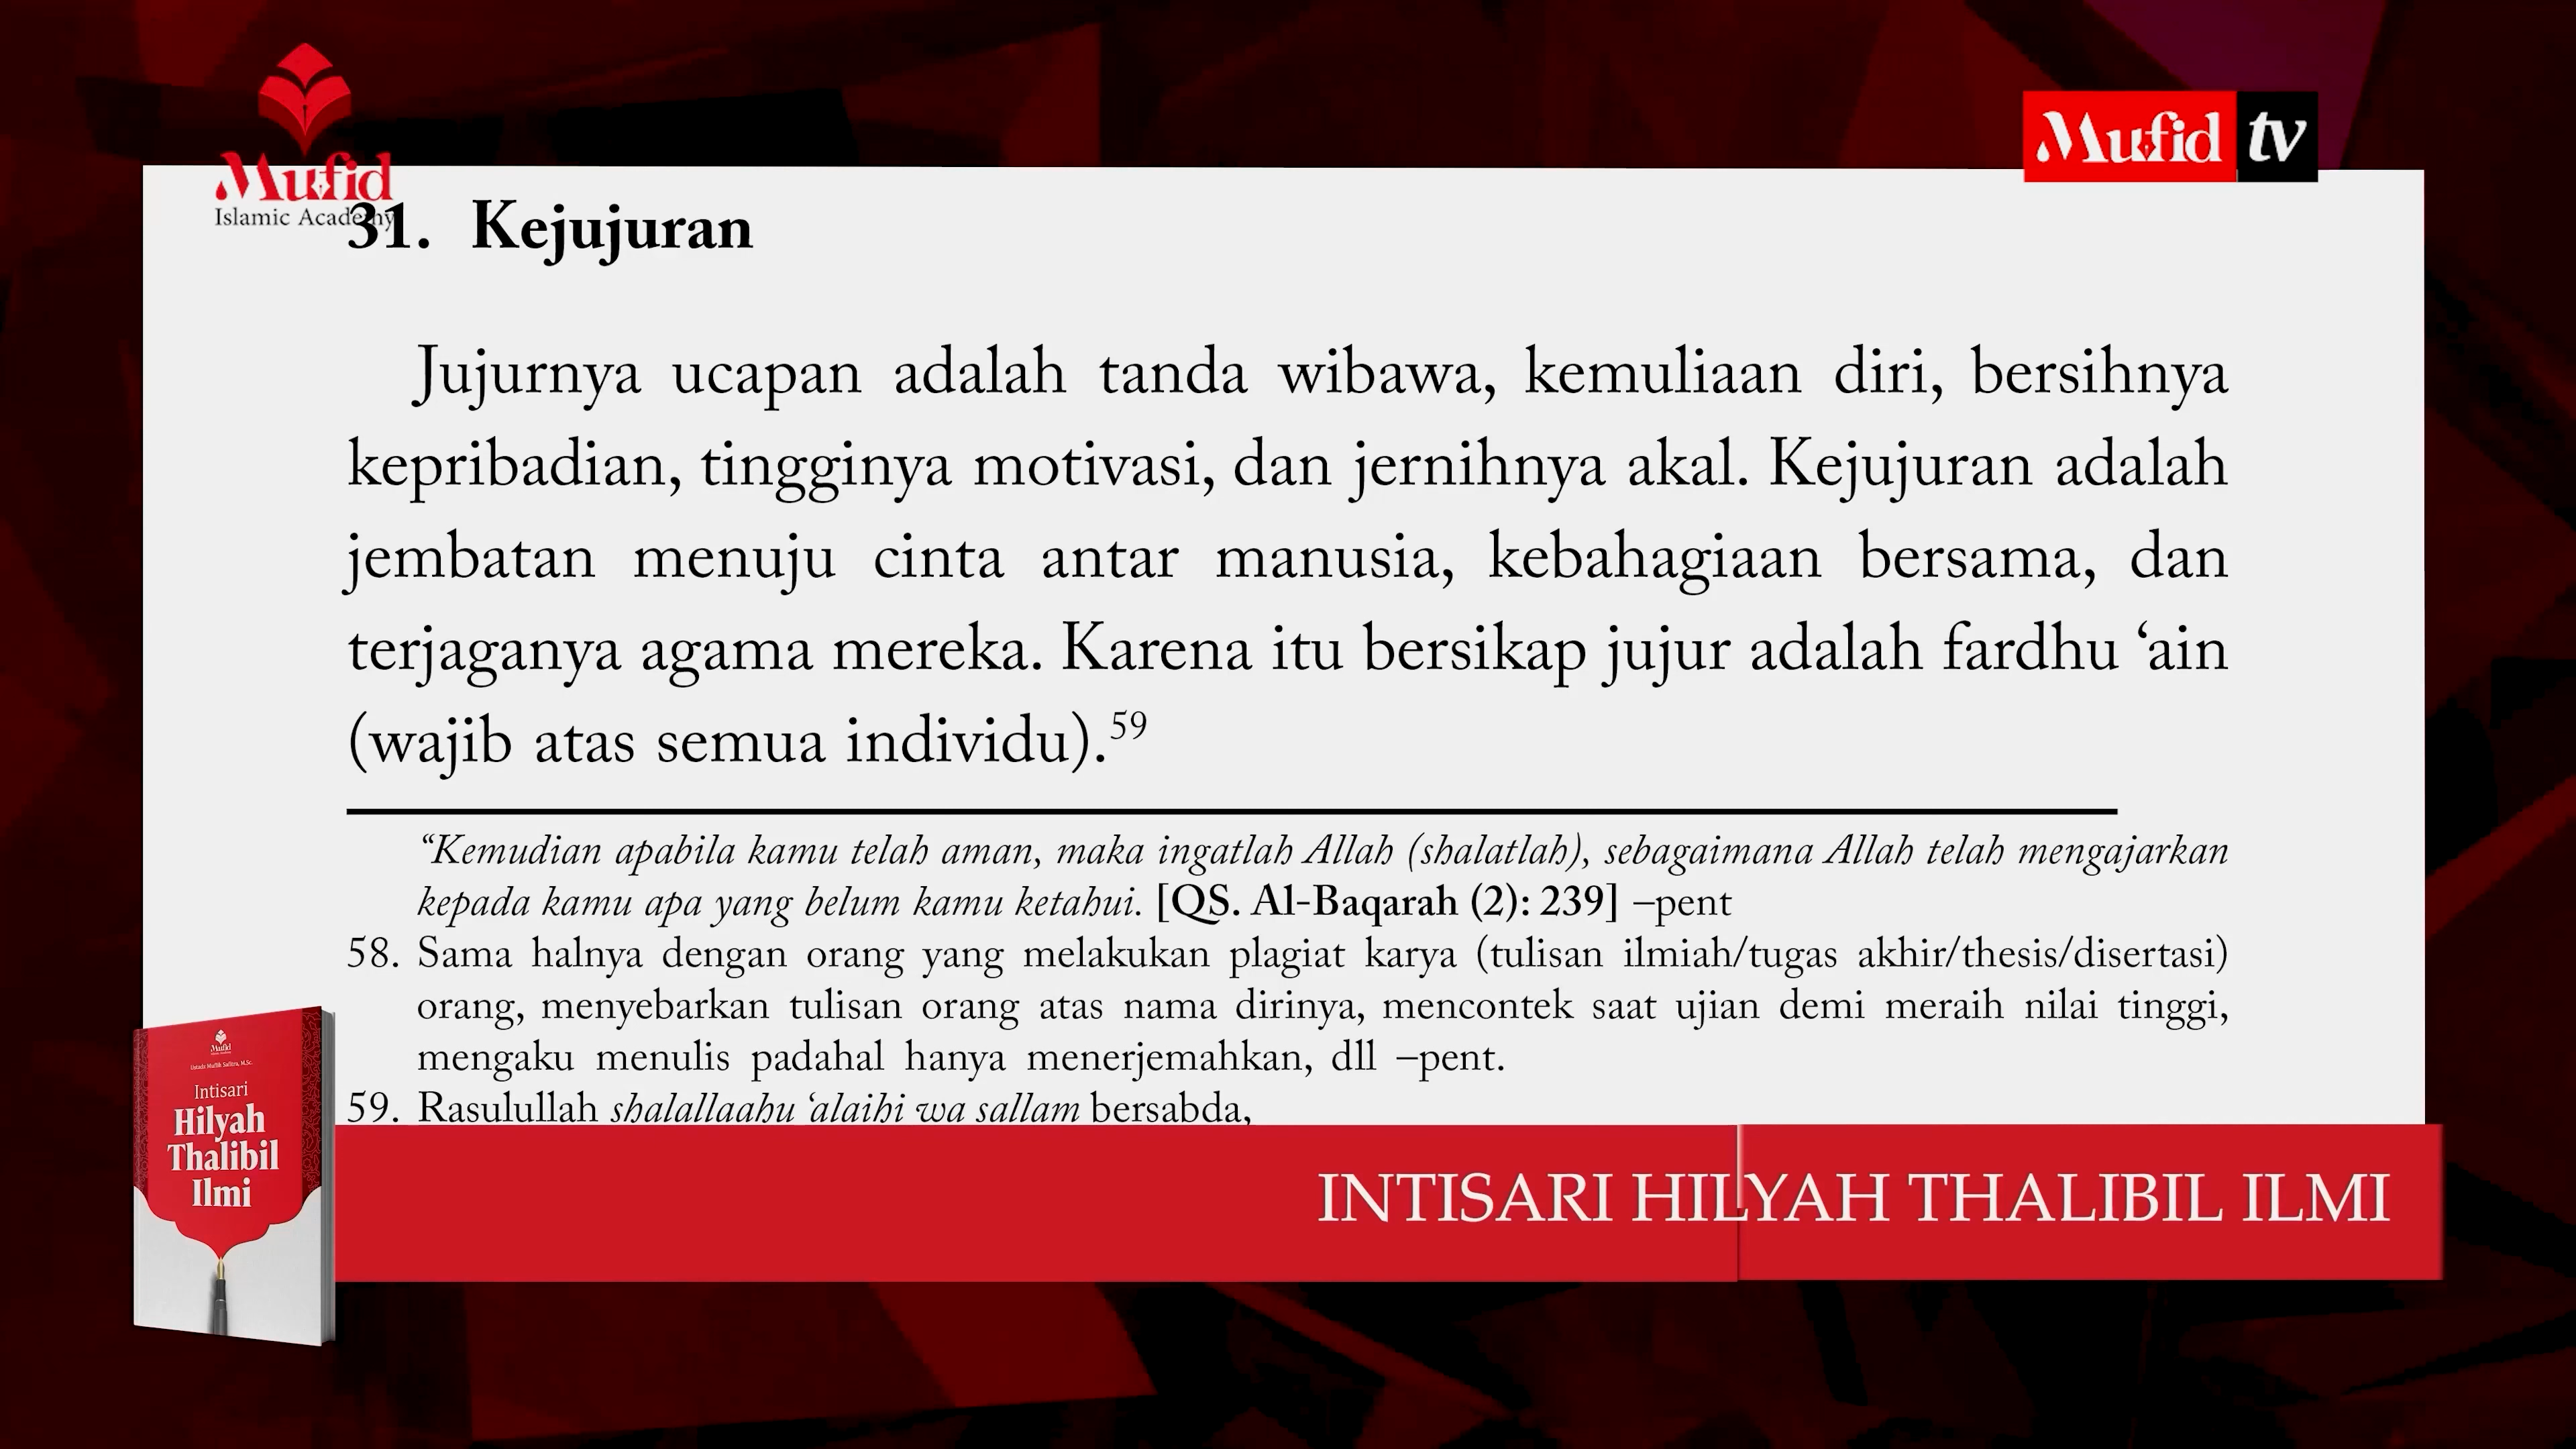 Mufid
Islamic Academy
Mufid tv
31. Kejujuran
Jujurnya ucapan adalah tanda wibawa, kemuliaan diri, bersihnya
kepribadian, tingginya motivasi, dan jernihnya akal. Kejujuran adalah
jembatan menuju cinta antar manusia, kebahagiaan bersama, dan
terjaganya agama mereka. Karena itu bersikap jujur adalah fardhu ‘ain
(wajib atas semua individu).59
“Kemudian apabila kamu telah aman, maka ingatlah Allah (shalatlah), sebagaimana Allah telah mengajarkan
kepada kamu apa yang belum kamu ketahui. [QS. Al-Baqarah (2): 239] –pent
58. Sama halnya dengan orang yang melakukan plagiat karya (tulisan ilmiah/tugas akhir/thesis/disertasi)
orang, menyebarkan tulisan orang atas nama dirinya, mencontek saat ujian demi meraih nilai tinggi,
mengaku menulis padahal hanya menerjemahkan, dll –pent.
59. Rasulullah shalallaahu ‘alaihi wa sallam bersabda,
Mufid
Intisari
Hilyah
Thalibil
Ilmi
INTISARI HILYAH THALIBIL ILMI